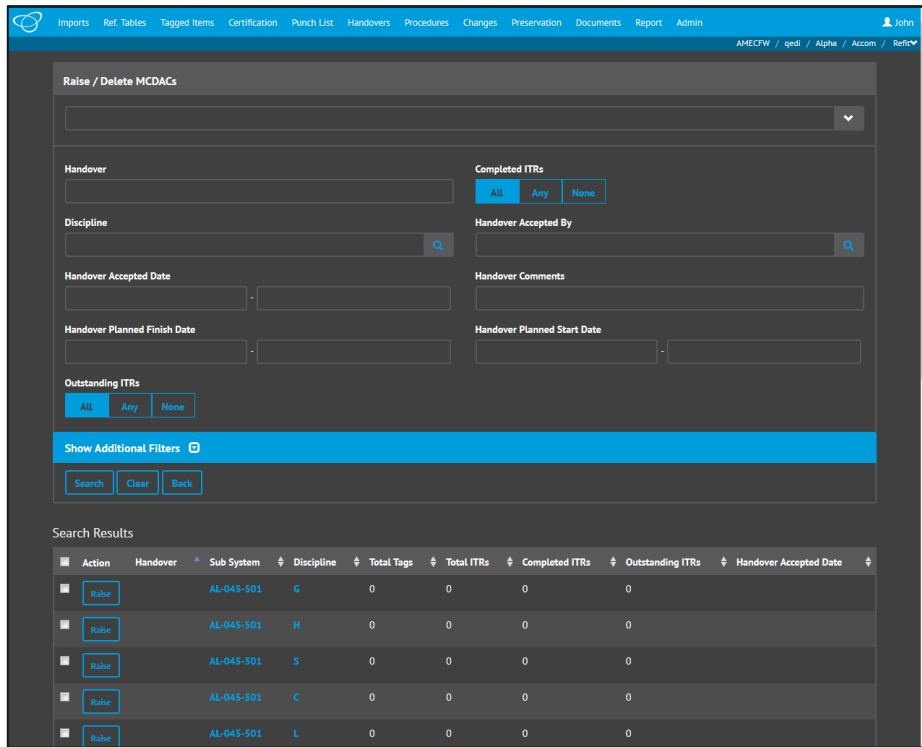 Imports Ref. Tables Tagged Items Certification Punch List Handovers Procedures Changes Preservation Documents Report Admin John
AMECFW / qedi / Alpha / Accom / Refit
Raise / Delete MCDACs
Handover Completed ITRs
All Any None
Discipline Handover Accepted By
Handover Accepted Date Handover Comments
-
Handover Planned Finish Date Handover Planned Start Date
- -
Outstanding ITRs
All Any None
Show Additional Filters
Search Clear Back
Search Results
Action Handover Sub System Discipline Total Tags Total ITRs Completed ITRs Outstanding ITRs Handover Accepted Date
Raise AL-045-501 G 0 0 0 0
Raise AL-045-501 H 0 0 0 0
Raise AL-045-501 S 0 0 0 0
Raise AL-045-501 C 0 0 0 0
Raise AL-045-501 L 0 0 0 0